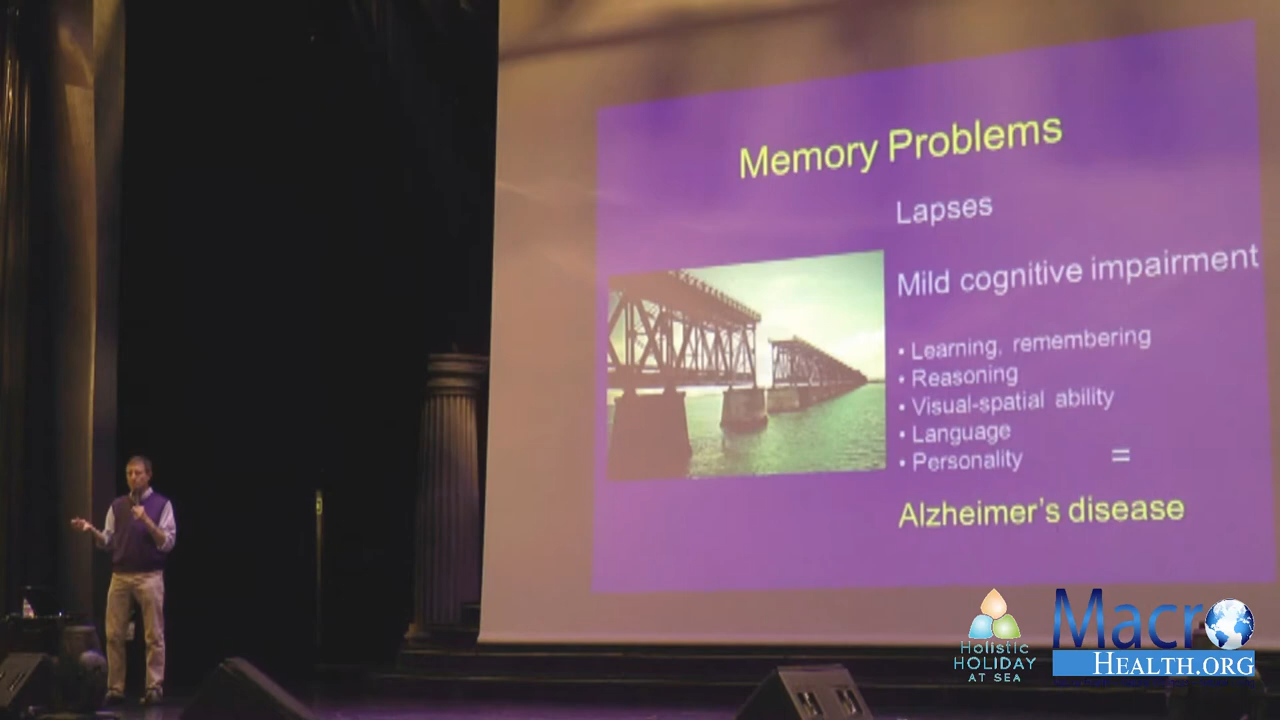 Memory Problems
Lapses
Mild cognitive impairment
• Learning, remembering
• Reasoning
• Visual-spatial ability
• Language
• Personality =
Alzheimer's disease
Holistic
HOLIDAY
AT SEA
Macro
HEALTH.ORG